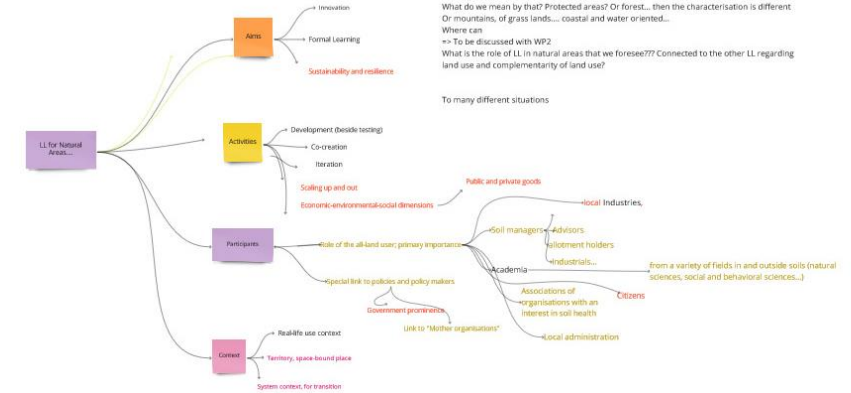 What do we mean by that? Protected areas? Or forest... then the characterisation is different
Or mountains, of grass lands.... coastal and water oriented...
Where can
=> To be discussed with WP2
What is the role of LL in natural areas that we foresee??? Connected to the other LL regarding
land use and complementarity of land use?
To many different situations
LL for Natural
Areas....
Aims
Innovation
Formal Learning
Sustainability and resilience
Activities
Development (beside testing)
Co-creation
Iteration
Scaling up and out
Economic-environmental-social dimensions
Public and private goods
Participants
Role of the all-land user; primary importance
local Industries,
Soil managers
Advisors
allotment holders
Industrials...
Academia
from a variety of fields in and outside soils (natural
sciences, social and behavioral sciences...)
Citizens
Associations of
organisations with an
interest in soil health
Local administration
Special link to policies and policy makers
Government prominence
Link to "Mother organisations"
Context
Real-life use context
Territory, space-bound place
System context, for transition